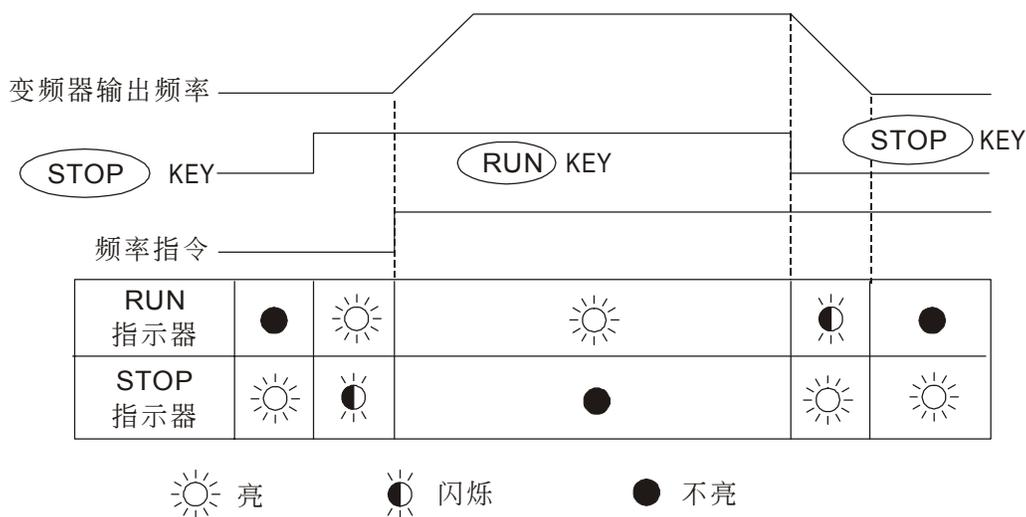 变频器输出频率
STOP KEY
RUN KEY
STOP KEY
频率指令
RUN
指示器
STOP
指示器
亮 闪烁 不亮